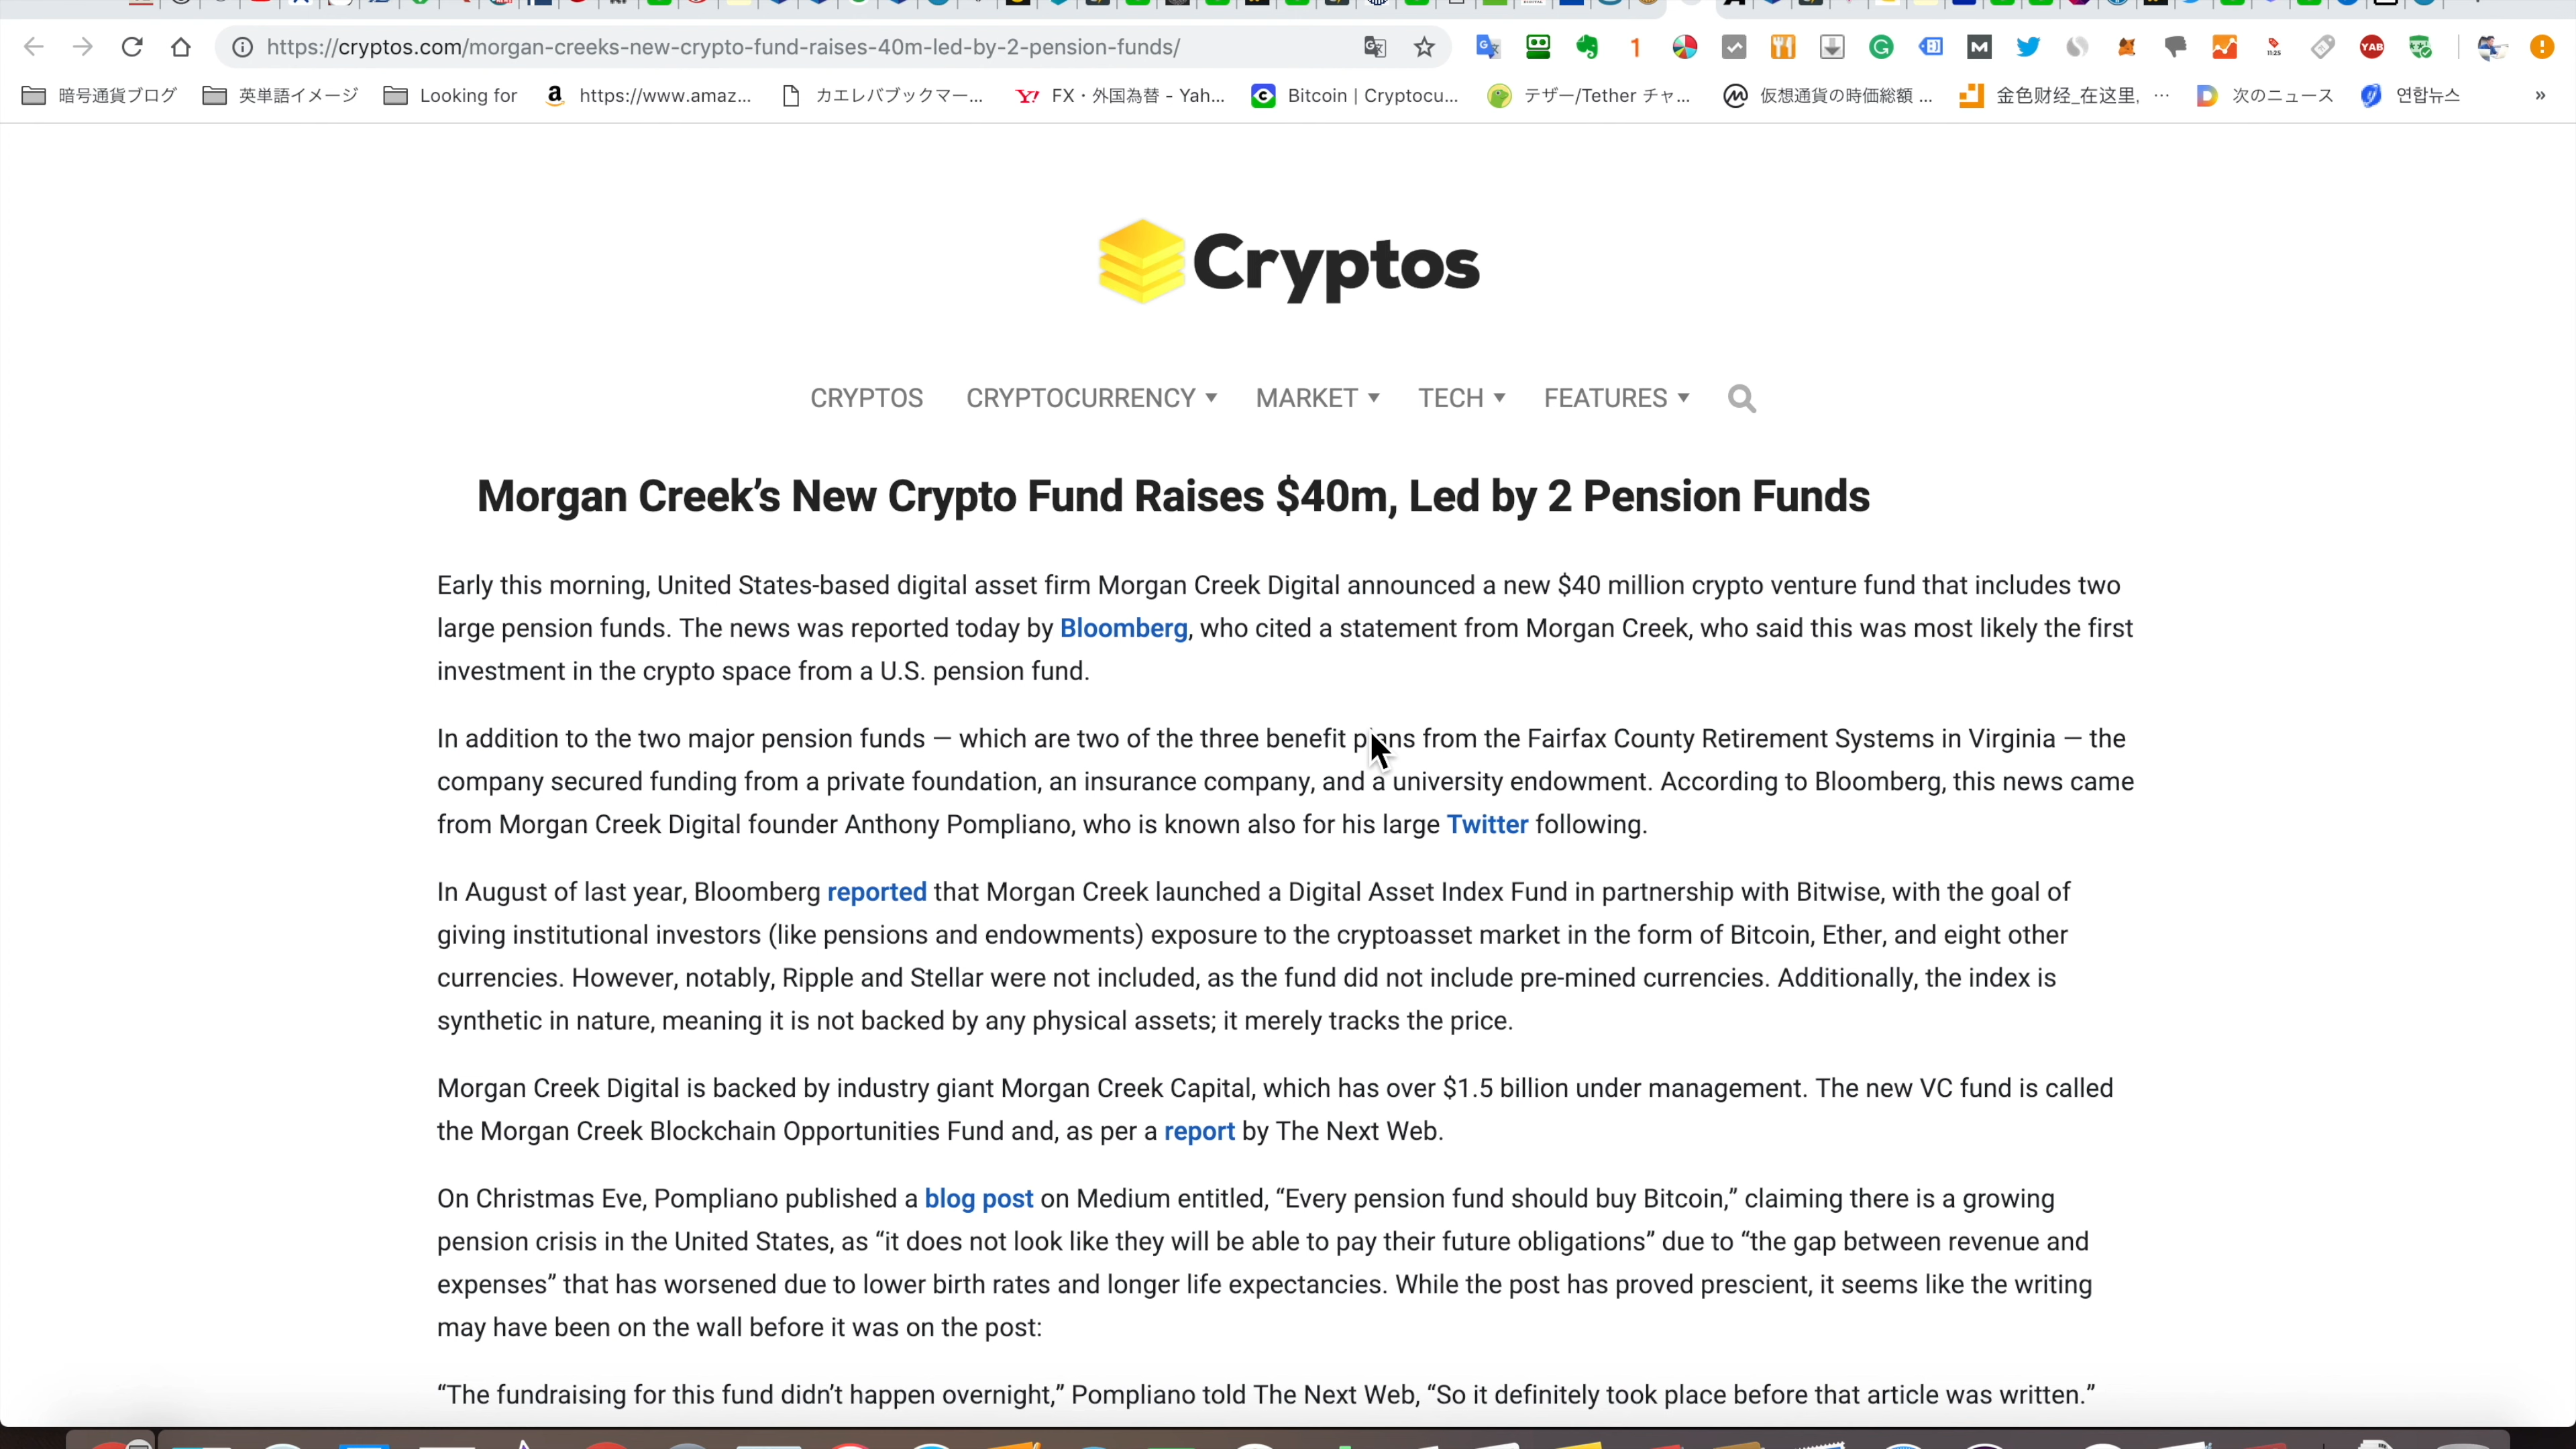 https://cryptos.com/morgan-creeks-new-crypto-fund-raises-40m-led-by-2-pension-funds/
暗号通貨ブログ 英単語イメージ Looking for https://www.amaz... カエレバブックマー... FX・外国為替 - Yah... Bitcoin | Cryptocu... テザー/Tether チャ... 仮想通貨の時価総額 ... 金色财经_在这里, ... 次のニュース 연합뉴스 »
Cryptos
CRYPTOS CRYPTOCURRENCY MARKET TECH FEATURES
Morgan Creek’s New Crypto Fund Raises $40m, Led by 2 Pension Funds
Early this morning, United States-based digital asset firm Morgan Creek Digital announced a new $40 million crypto venture fund that includes two
large pension funds. The news was reported today by Bloomberg, who cited a statement from Morgan Creek, who said this was most likely the first
investment in the crypto space from a U.S. pension fund.
In addition to the two major pension funds — which are two of the three benefit plans from the Fairfax County Retirement Systems in Virginia — the
company secured funding from a private foundation, an insurance company, and a university endowment. According to Bloomberg, this news came
from Morgan Creek Digital founder Anthony Pompliano, who is known also for his large Twitter following.
In August of last year, Bloomberg reported that Morgan Creek launched a Digital Asset Index Fund in partnership with Bitwise, with the goal of
giving institutional investors (like pensions and endowments) exposure to the cryptoasset market in the form of Bitcoin, Ether, and eight other
currencies. However, notably, Ripple and Stellar were not included, as the fund did not include pre-mined currencies. Additionally, the index is
synthetic in nature, meaning it is not backed by any physical assets; it merely tracks the price.
Morgan Creek Digital is backed by industry giant Morgan Creek Capital, which has over $1.5 billion under management. The new VC fund is called
the Morgan Creek Blockchain Opportunities Fund and, as per a report by The Next Web.
On Christmas Eve, Pompliano published a blog post on Medium entitled, “Every pension fund should buy Bitcoin,” claiming there is a growing
pension crisis in the United States, as “it does not look like they will be able to pay their future obligations” due to “the gap between revenue and
expenses” that has worsened due to lower birth rates and longer life expectancies. While the post has proved prescient, it seems like the writing
may have been on the wall before it was on the post:
“The fundraising for this fund didn’t happen overnight,” Pompliano told The Next Web, “So it definitely took place before that article was written.”